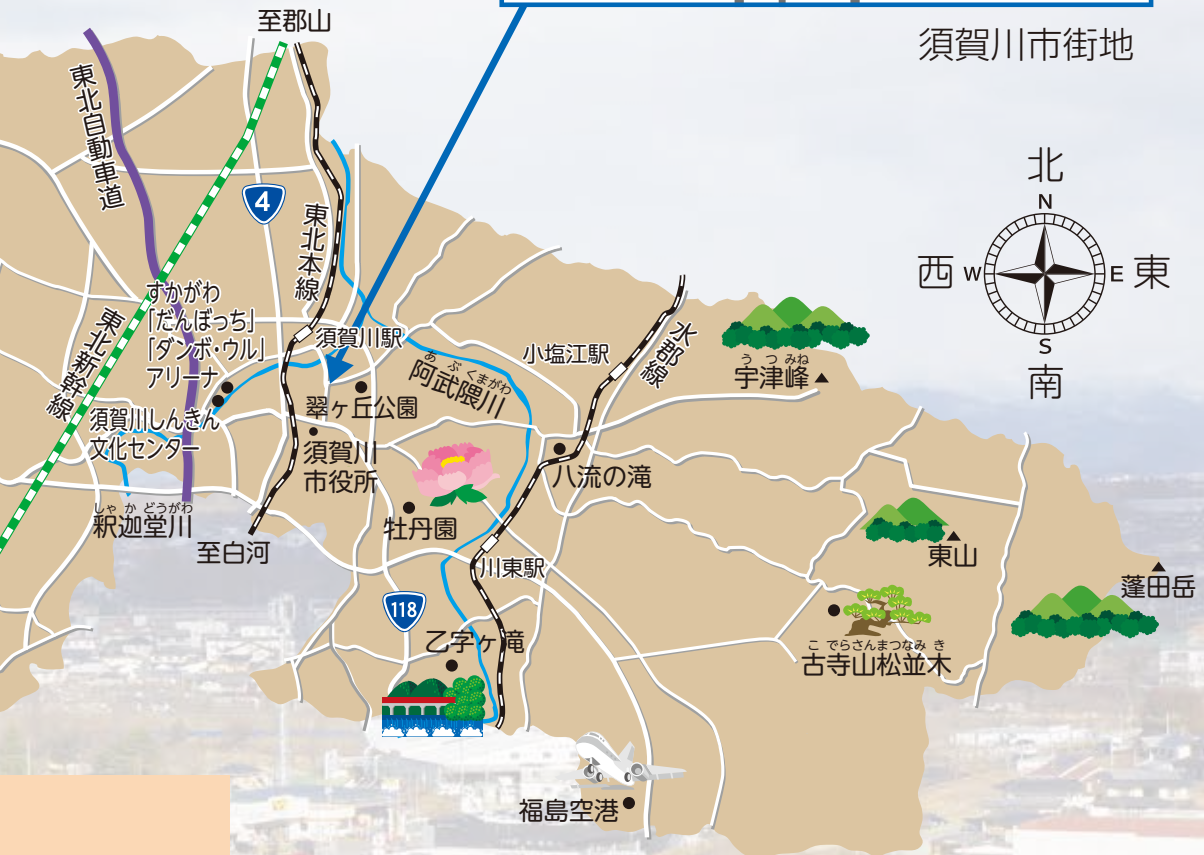 至郡山
須賀川市街地
東北自動車道
4
東北本線
北
N
西 W
E 東
S
南
すかがわ
「だんぼっち」
「ダンボ・ウル」
アリーナ
東北新幹線
須賀川駅
小塩江駅
水郡線
うつみね
宇津峰
あぶくまがわ
阿武隈川
翠ヶ丘公園
須賀川しんきん
文化センター
須賀川
市役所
八流の滝
しゃかどうがわ
釈迦堂川
牡丹園
至白河
川東駅
東山
蓬田岳
118
乙字ヶ滝
こでらさんまつなみき
古寺山松並木
福島空港